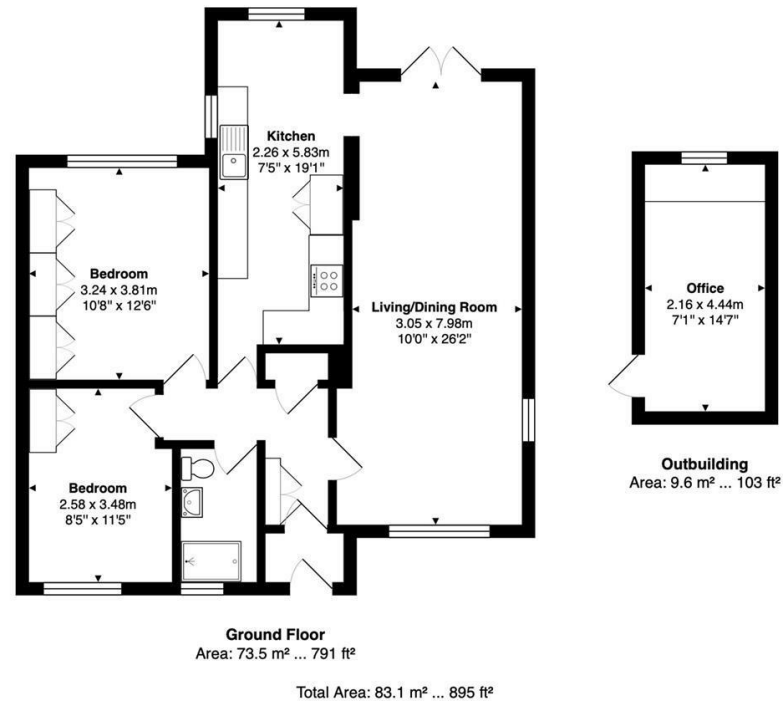 Kitchen
2.26 x 5.83m
7'5" x 19'1"
Bedroom
3.24 x 3.81m
10'8" x 12'6"
Living/Dining Room
3.05 x 7.98m
10'0" x 26'2"
Office
2.16 x 4.44m
7'1" x 14'7"
Bedroom
2.58 x 3.48m
8'5" x 11'5"
Outbuilding
Area: 9.6 m² ... 103 ft²
Ground Floor
Area: 73.5 m² ... 791 ft²
Total Area: 83.1 m² ... 895 ft²